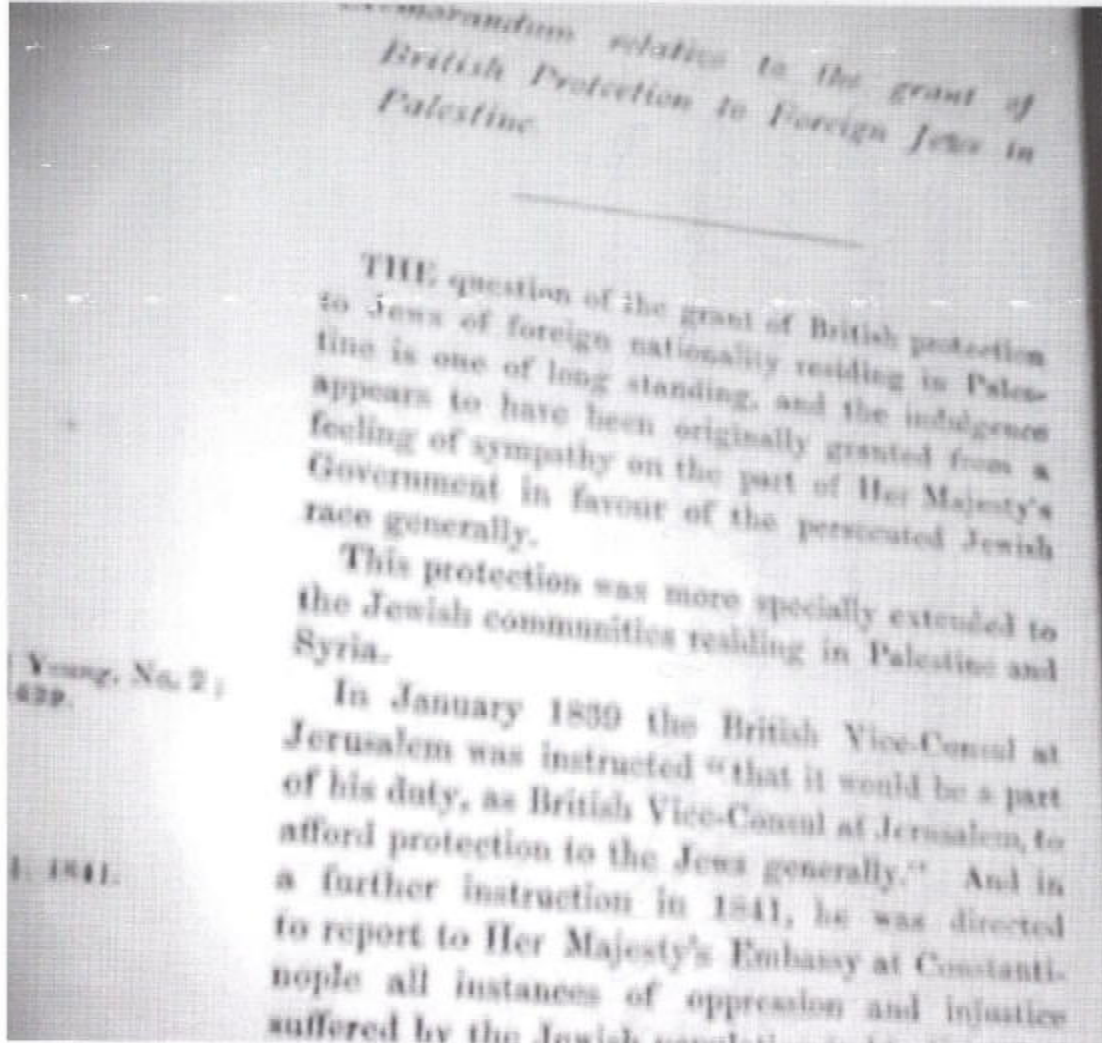 Memorandum relative to the grant of
British Protection to Foreign Jews in
Palestine
THE question of the grant of British protection
to Jews of foreign nationality residing in Pales-
tine is one of long standing, and the indulgence
appears to have been originally granted from a
feeling of sympathy on the part of Her Majesty's
Government in favour of the persecuted Jewish
race generally.
This protection was more specially extended to
the Jewish communities residing in Palestine and
Syria.
Young, No. 2;
In January 1839 the British Vice-Consul at
Jerusalem was instructed "that it would be a part
of his duty, as British Vice-Consul at Jerusalem, to
afford protection to the Jews generally." And in
1841.
a further instruction in 1841, he was directed
to report to Her Majesty's Embassy at Constanti-
nople all instances of oppression and injustice
suffered by the Jewish